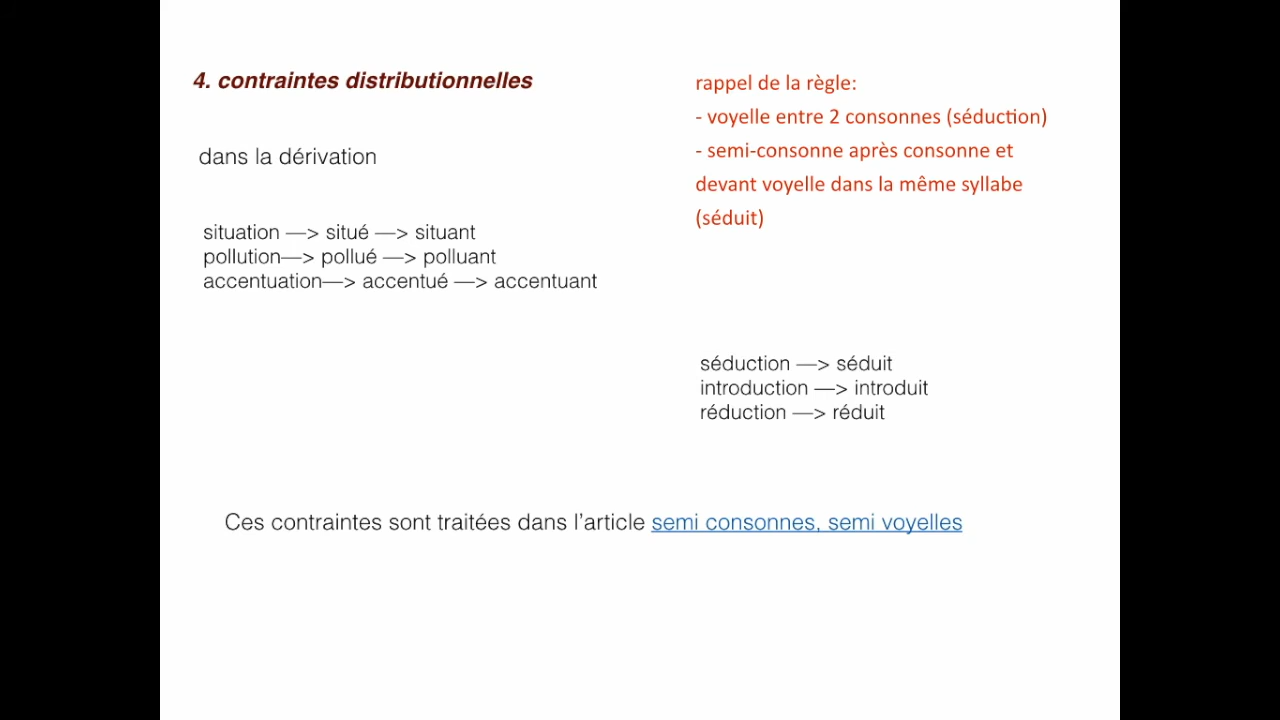 4. contraintes distributionnelles
dans la dérivation
situation —> situé —> situant
pollution—> pollué —> polluant
accentuation—> accentué —> accentuant
rappel de la règle:
- voyelle entre 2 consonnes (séduction)
- semi-consonne après consonne et
devant voyelle dans la même syllabe
(séduit)
séduction —> séduit
introduction —> introduit
réduction —> réduit
Ces contraintes sont traitées dans l’article semi consonnes, semi voyelles